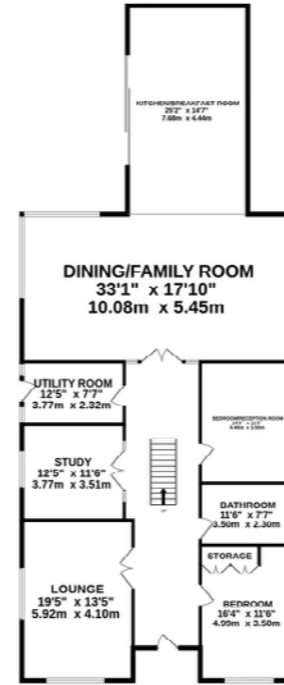 KITCHEN/BREAKFAST ROOM
25'2" x 14'7"
7.68m x 4.44m
DINING/FAMILY ROOM
33'1" x 17'10"
10.08m x 5.45m
UTILITY ROOM
12'5" x 7'7"
3.77m x 2.32m
BEDROOM/RECEPTION ROOM
STUDY
12'5" x 11'6"
3.77m x 3.51m
UP
BATHROOM
11'6" x 7'7"
3.50m x 2.30m
STORAGE
LOUNGE
19'5" x 13'5"
5.92m x 4.10m
BEDROOM
16'4" x 11'6"
4.99m x 3.50m